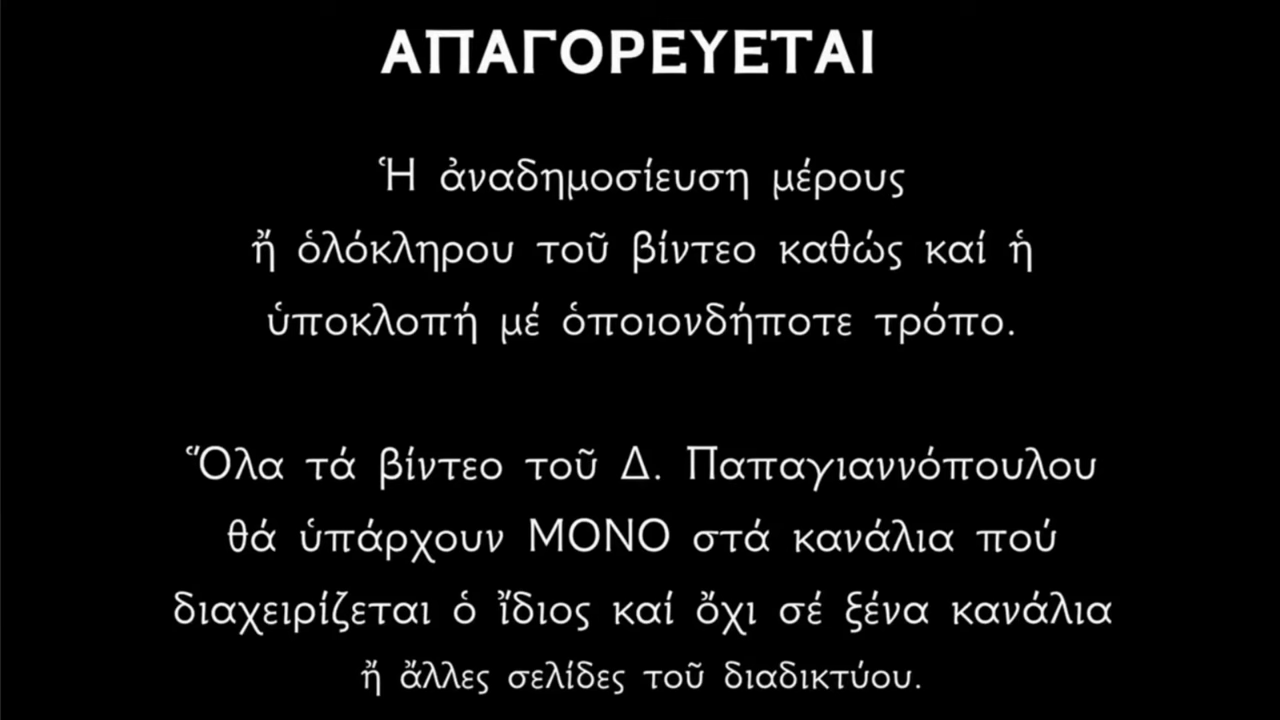 ΑΠΑΓΟΡΕΥΕΤΑΙ
Ἡ ἀναδημοσίευση μέρους
ἤ ὁλόκληρου τοῦ βίντεο καθώς καί ἡ
ὑποκλοπή μέ ὁποιονδήποτε τρόπο.
Ὅλα τά βίντεο τοῦ Δ. Παπαγιαννόπουλου
θά ὑπάρχουν ΜΟΝΟ στά κανάλια πού
διαχειρίζεται ὁ ἴδιος καί ὄχι σέ ξένα κανάλια
ἤ ἄλλες σελίδες τοῦ διαδικτύου.